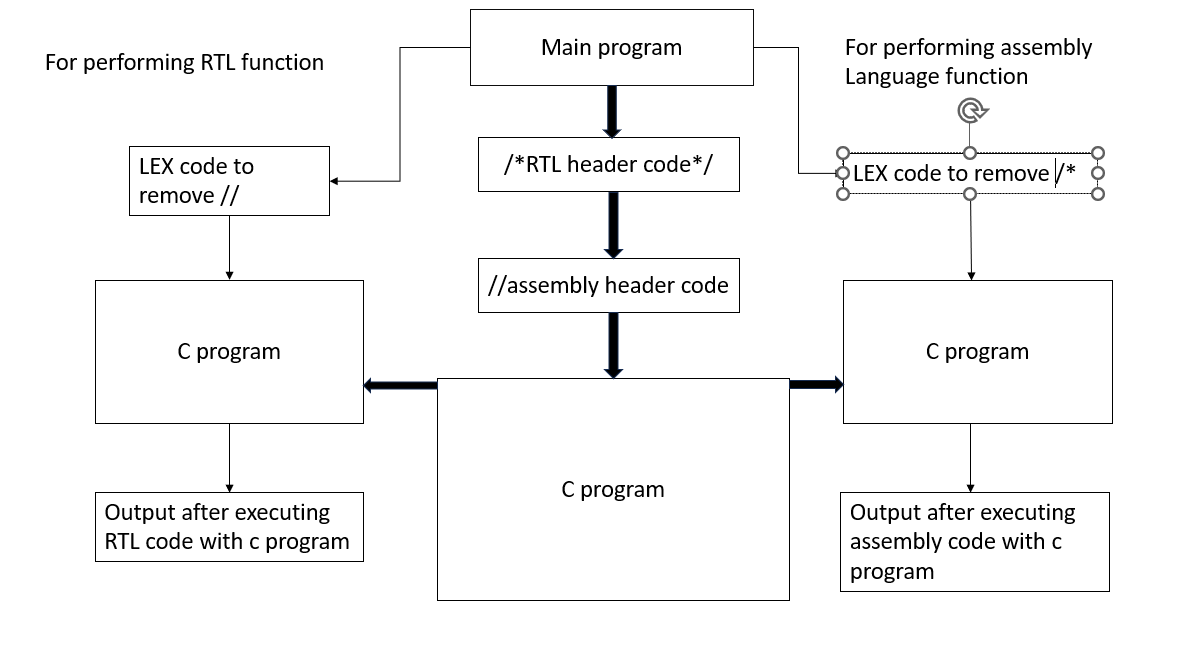 Main program
For performing RTL function
For performing assembly
Language function
LEX code to
remove //
/*RTL header code*/
LEX code to remove /*
//assembly header code
C program
C program
C program
Output after executing
RTL code with c program
Output after executing
assembly code with c
program